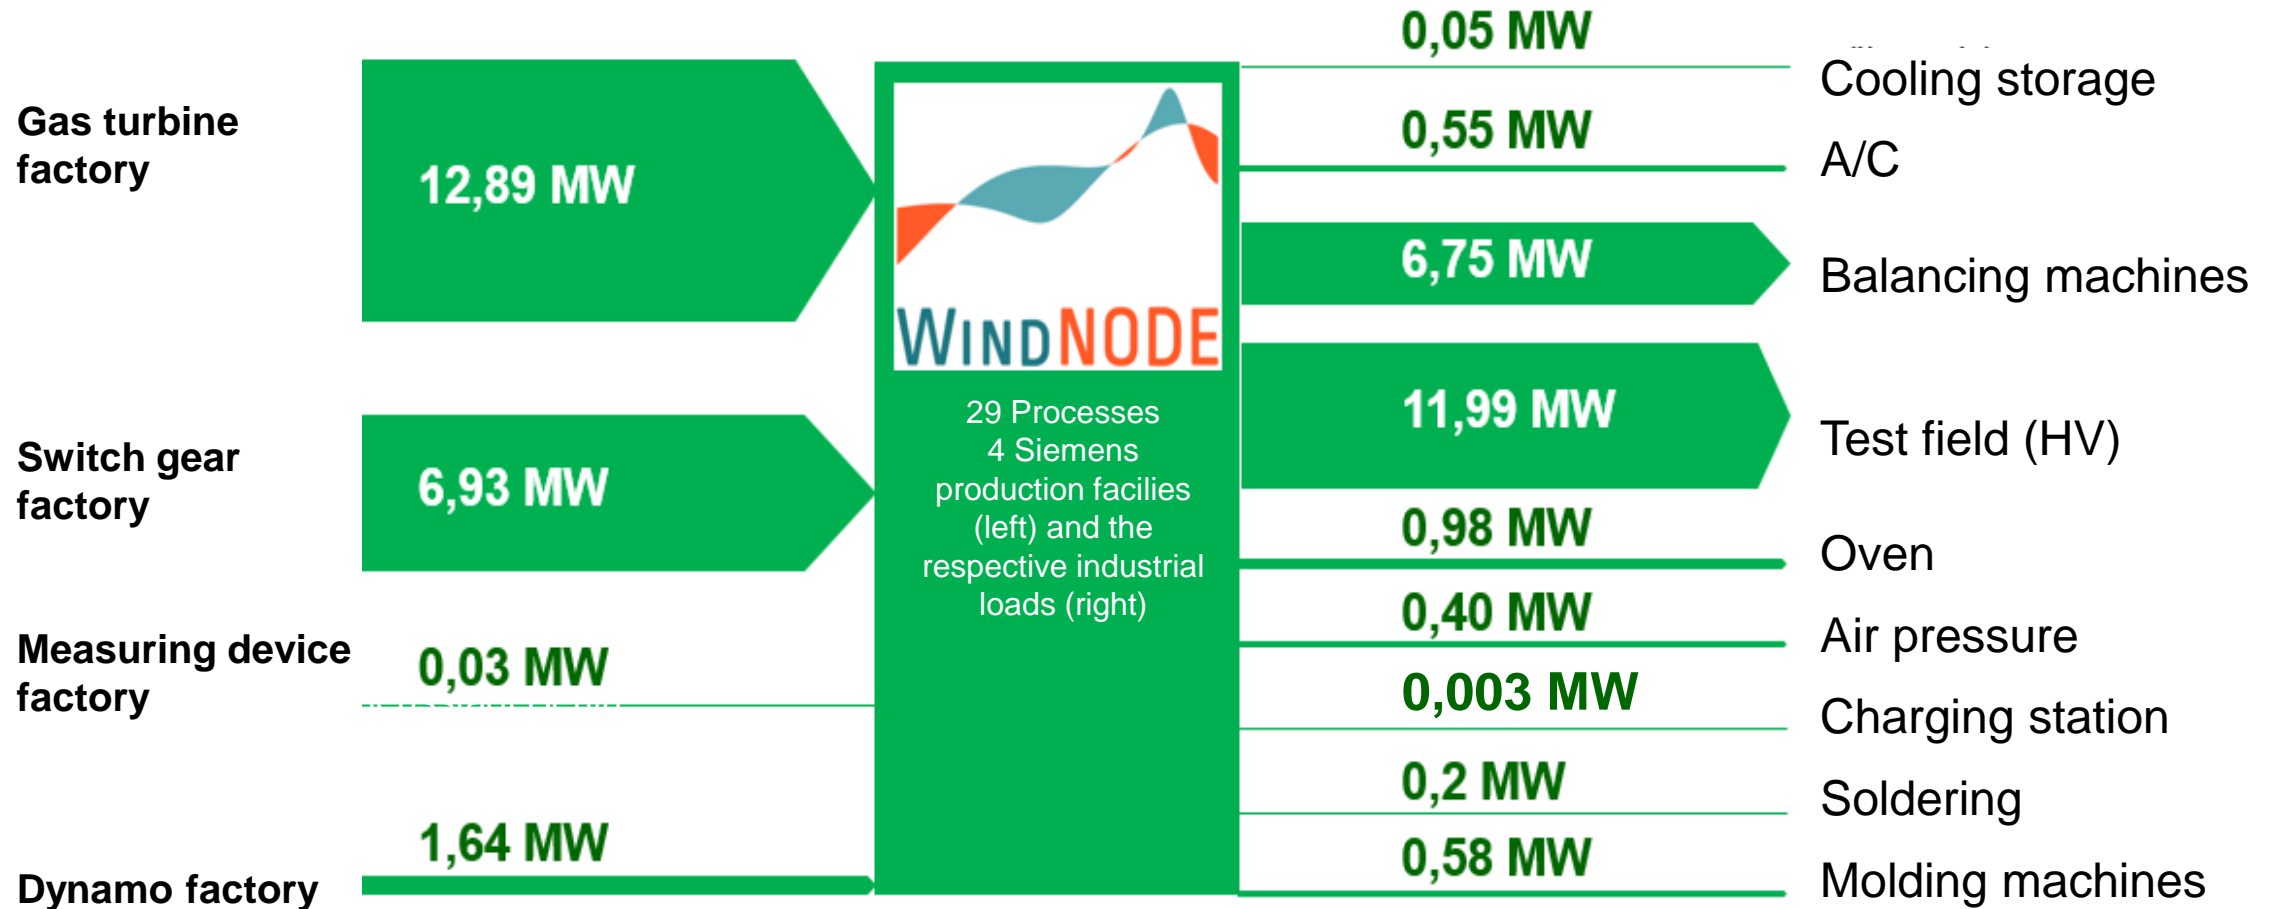 Gas turbine
factory
12,89 MW
Switch gear
factory
6,93 MW
Measuring device
factory
0,03 MW
Dynamo factory
1,64 MW
WINDNODE
29 Processes
4 Siemens
production facilies
(left) and the
respective industrial
loads (right)
0,05 MW
Cooling storage
0,55 MW
A/C
6,75 MW
Balancing machines
11,99 MW
Test field (HV)
0,98 MW
Oven
0,40 MW
Air pressure
0,003 MW
Charging station
0,2 MW
Soldering
0,58 MW
Molding machines